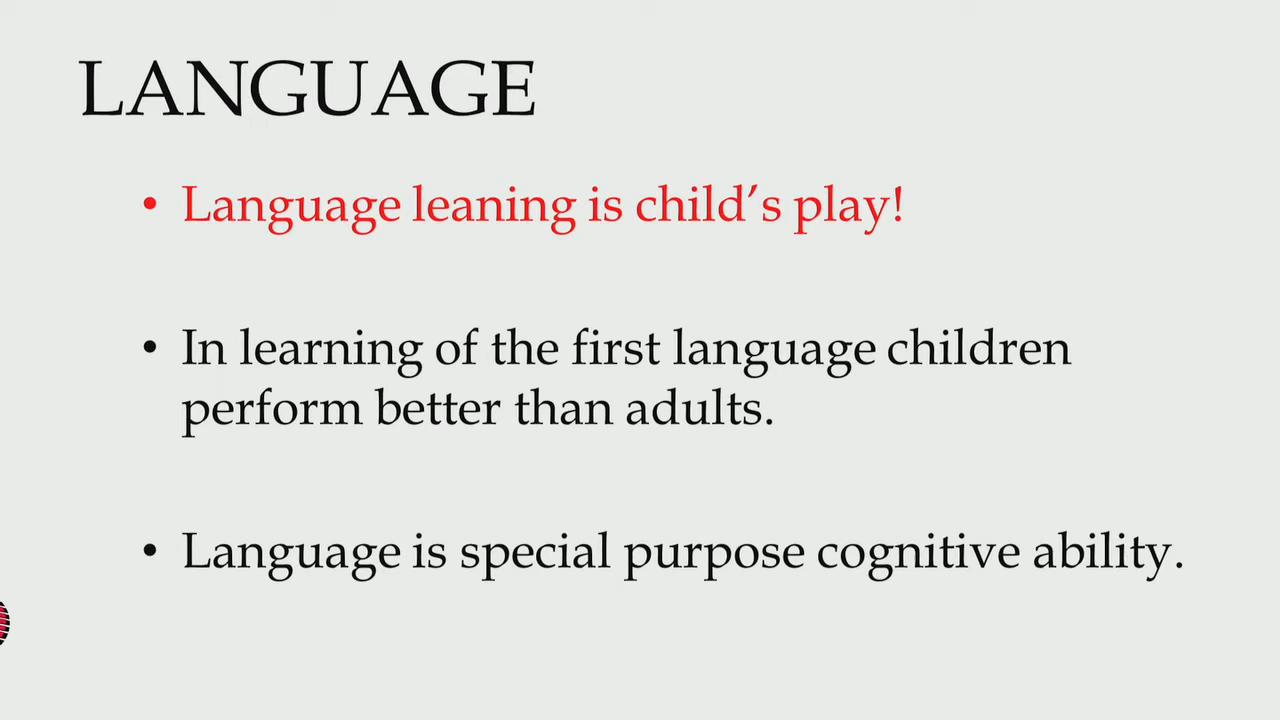 LANGUAGE
• Language leaning is child’s play!
• In learning of the first language children
perform better than adults.
• Language is special purpose cognitive ability.